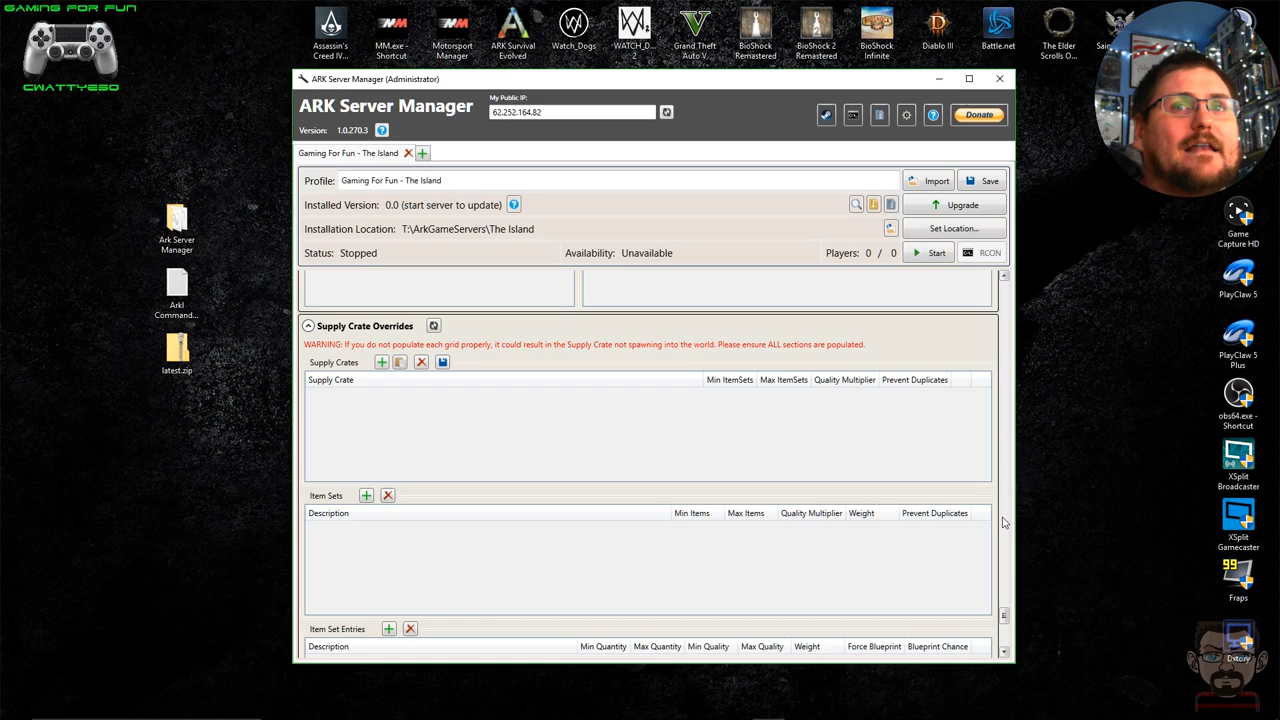 GAMING FOR FUN
CWATTYESO
Assassin's
Creed IV...
MM.exe -
Shortcut
Motorsport
Manager
ARK Survival
Evolved
Watch_Dogs
WATCH_D...
2
Grand Theft
Auto V
BioShock
Remastered
BioShock 2
Remastered
BioShock
Infinite
Diablo III
Battle.net
The Elder
Scrolls O...
ARK Server Manager (Administrator)
ARK Server Manager
My Public IP:
62.252.164.82
Donate
Version: 1.0.270.3
Gaming For Fun - The Island
Profile: Gaming For Fun - The Island
Import
Save
Installed Version: 0.0 (start server to update)
Upgrade
Installation Location: T:\ArkGameServers\The Island
Set Location...
Status: Stopped
Availability: Unavailable
Players: 0 / 0
Start
RCON
Supply Crate Overrides
WARNING: If you do not populate each grid properly, it could result in the Supply Crate not spawning into the world. Please ensure ALL sections are populated.
Supply Crates
Supply Crate Min ItemSets Max ItemSets Quality Multiplier Prevent Duplicates
Item Sets
Description Min Items Max Items Quality Multiplier Weight Prevent Duplicates
Item Set Entries
Description Min Quantity Max Quantity Min Quality Max Quality Weight Force Blueprint Blueprint Chance
Ark Server
Manager
ArkI
Command...
latest.zip
Game
Capture HD
PlayClaw 5
PlayClaw 5
Plus
obs64.exe -
Shortcut
XSplit
Broadcaster
XSplit
Gamecaster
99
Fraps
Dxtory